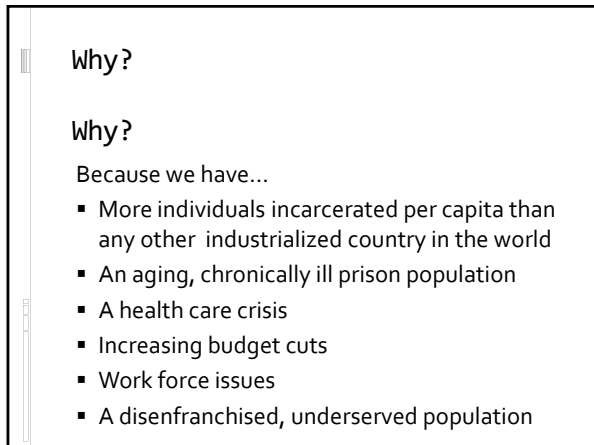 Why?
Why?
Because we have…
▪ More individuals incarcerated per capita than
any other  industrialized country in the world
▪ An aging, chronically ill prison population
▪ A health care crisis
▪ Increasing budget cuts
▪ Work force issues
▪ A disenfranchised, underserved population